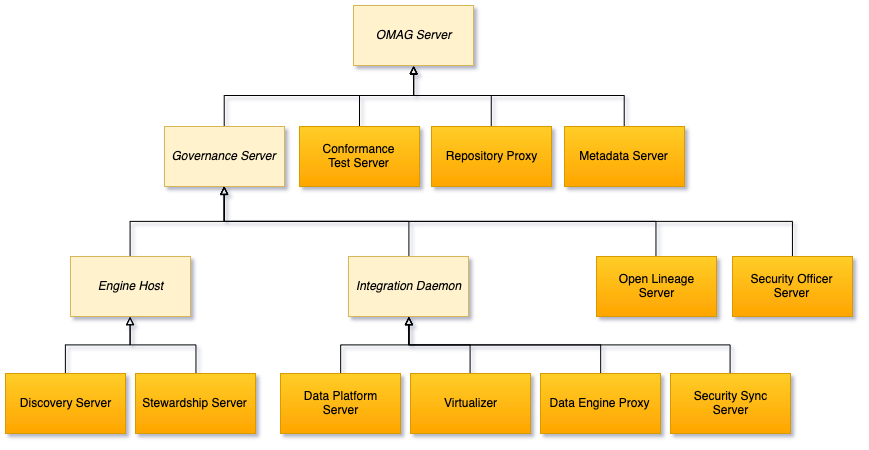 OMAG Server
Governance Server
Conformance
Test Server
Repository Proxy
Metadata Server
Engine Host
Integration Daemon
Open Lineage
Server
Security Officer
Server
Discovery Server
Stewardship Server
Data Platform
Server
Virtualizer
Data Engine Proxy
Security Sync
Server